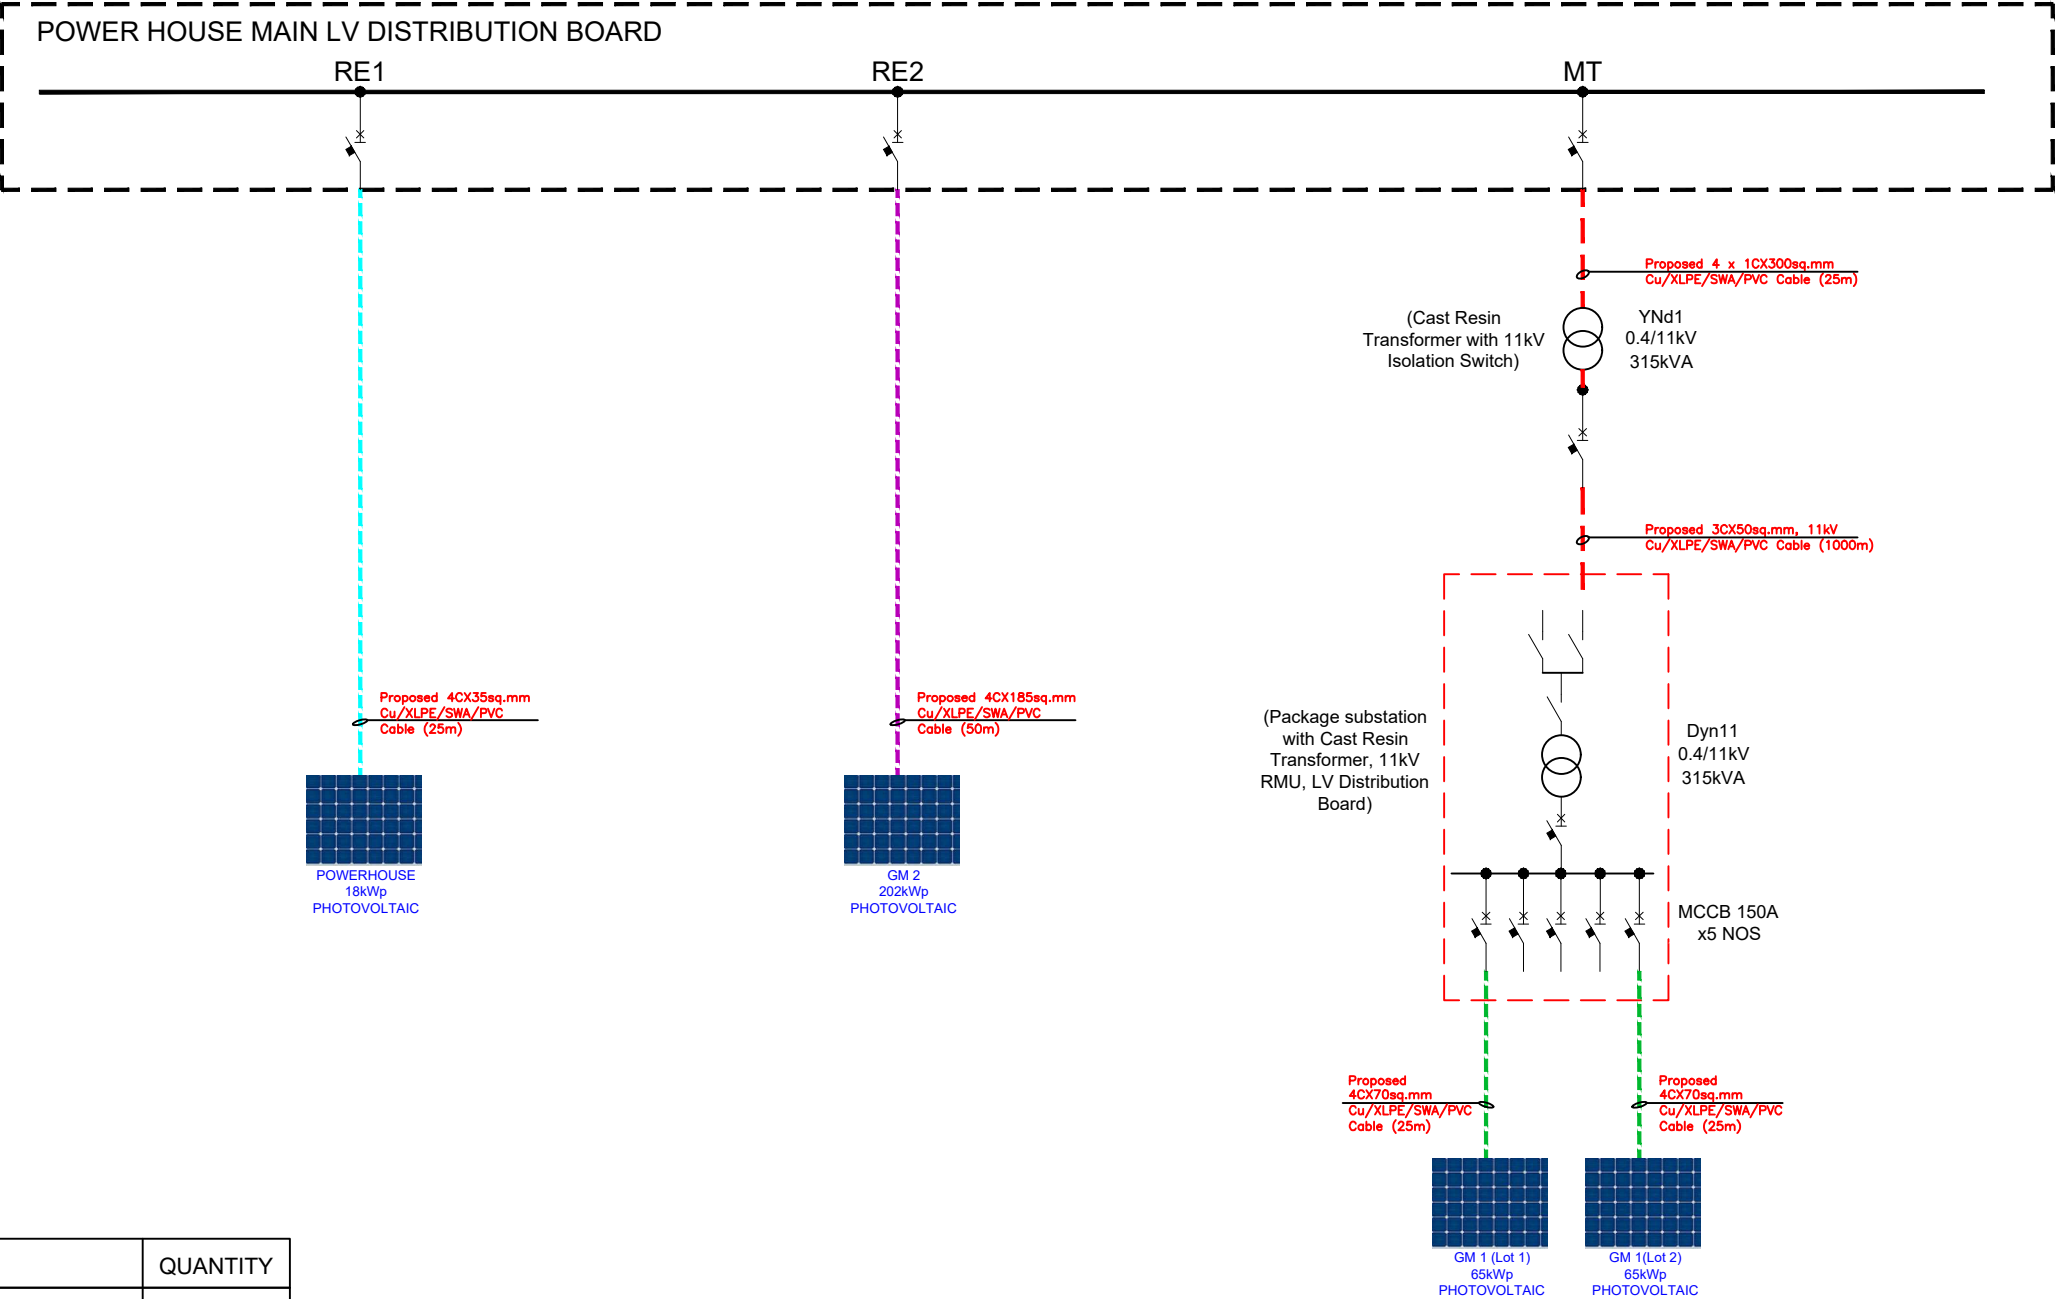 POWER HOUSE MAIN LV DISTRIBUTION BOARD
RE1
RE2
MT
Proposed 4 x 1CX300sq.mm
Cu/XLPE/SWA/PVC Cable (25m)
(Cast Resin
Transformer with 11kV
Isolation Switch)
YNd1
0.4/11kV
315kVA
Proposed 3CX50sq.mm, 11kV
Cu/XLPE/SWA/PVC Cable (1000m)
Proposed 4CX35sq.mm
Cu/XLPE/SWA/PVC
Cable (25m)
Proposed 4CX185sq.mm
Cu/XLPE/SWA/PVC
Cable (50m)
(Package substation
with Cast Resin
Transformer, 11kV
RMU, LV Distribution
Board)
Dyn11
0.4/11kV
315kVA
POWERHOUSE
18kWp
PHOTOVOLTAIC
GM 2
202kWp
PHOTOVOLTAIC
MCCB 150A
x5 NOS
Proposed
4CX70sq.mm
Cu/XLPE/SWA/PVC
Cable (25m)
Proposed
4CX70sq.mm
Cu/XLPE/SWA/PVC
Cable (25m)
GM 1 (Lot 1)
65kWp
PHOTOVOLTAIC
GM 1(Lot 2)
65kWp
PHOTOVOLTAIC
QUANTITY